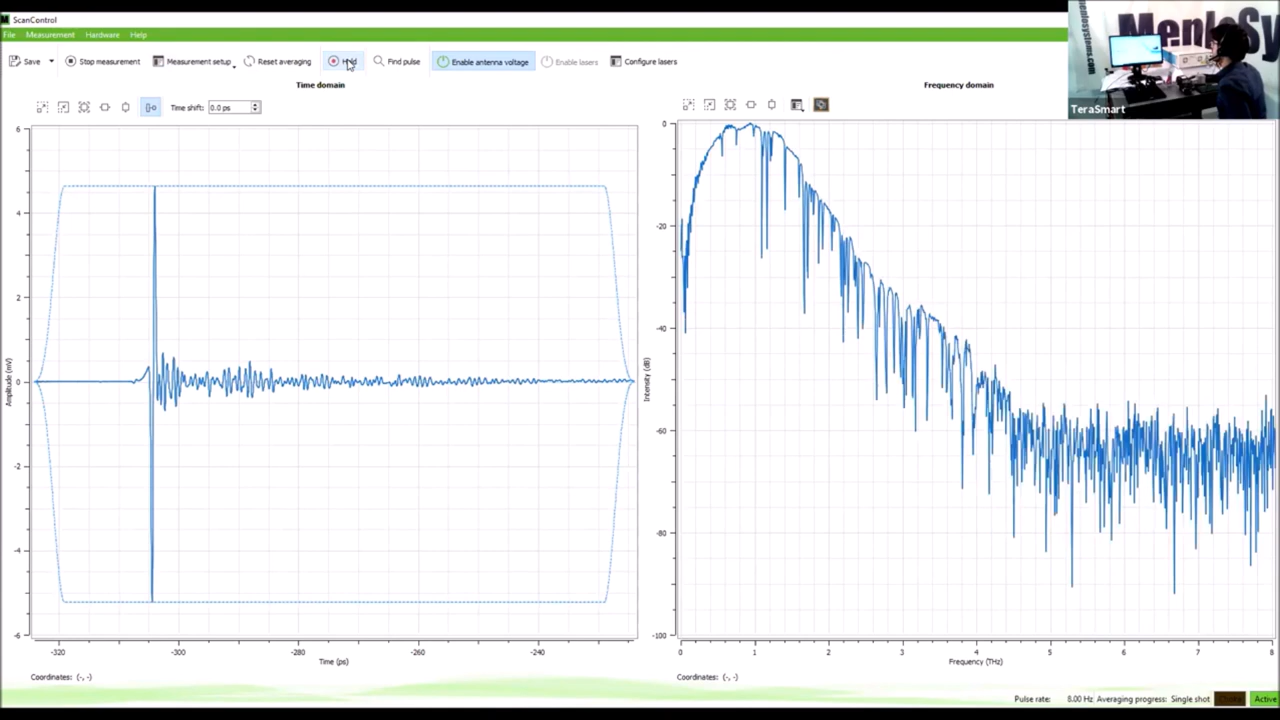 ScanControl
File Measurement Hardware Help
Save Stop measurement Measurement setup Reset averaging Hold Find pulse Enable antenna voltage Enable lasers Configure lasers
MenloSy
menlosystems.com
TeraSmart
Time domain
Time shift: 0.0 ps
6
4
2
0
-2
-4
-6
Amplitude (mV)
-320 -300 -280 -260 -240
Time (ps)
Coordinates: (-, -)
Frequency domain
0
-20
-40
-60
-80
-100
Intensity (dB)
0 1 2 3 4 5 6 7 8
Frequency (THz)
Coordinates: (-, -)
Pulse rate: 8.00 Hz Averaging progress: Single shot Active